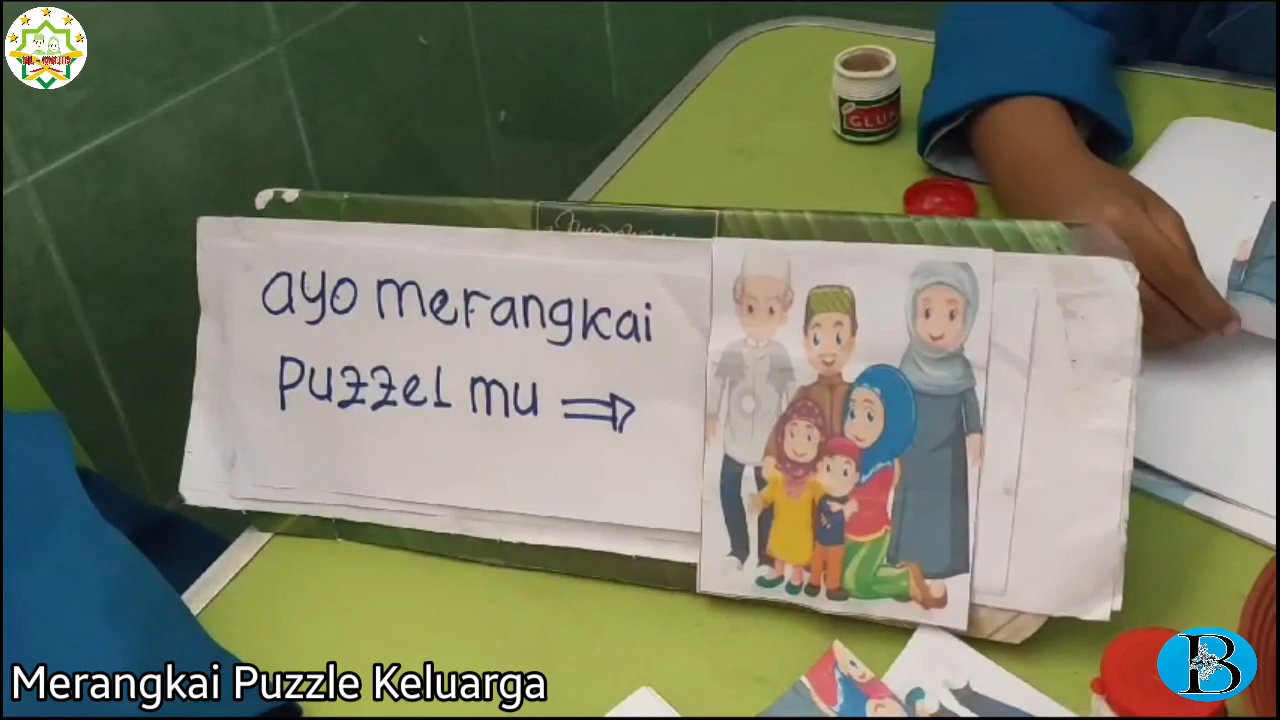 GLUE
ayo merangkai
puzzel mu ⇒
Merangkai Puzzle Keluarga
B